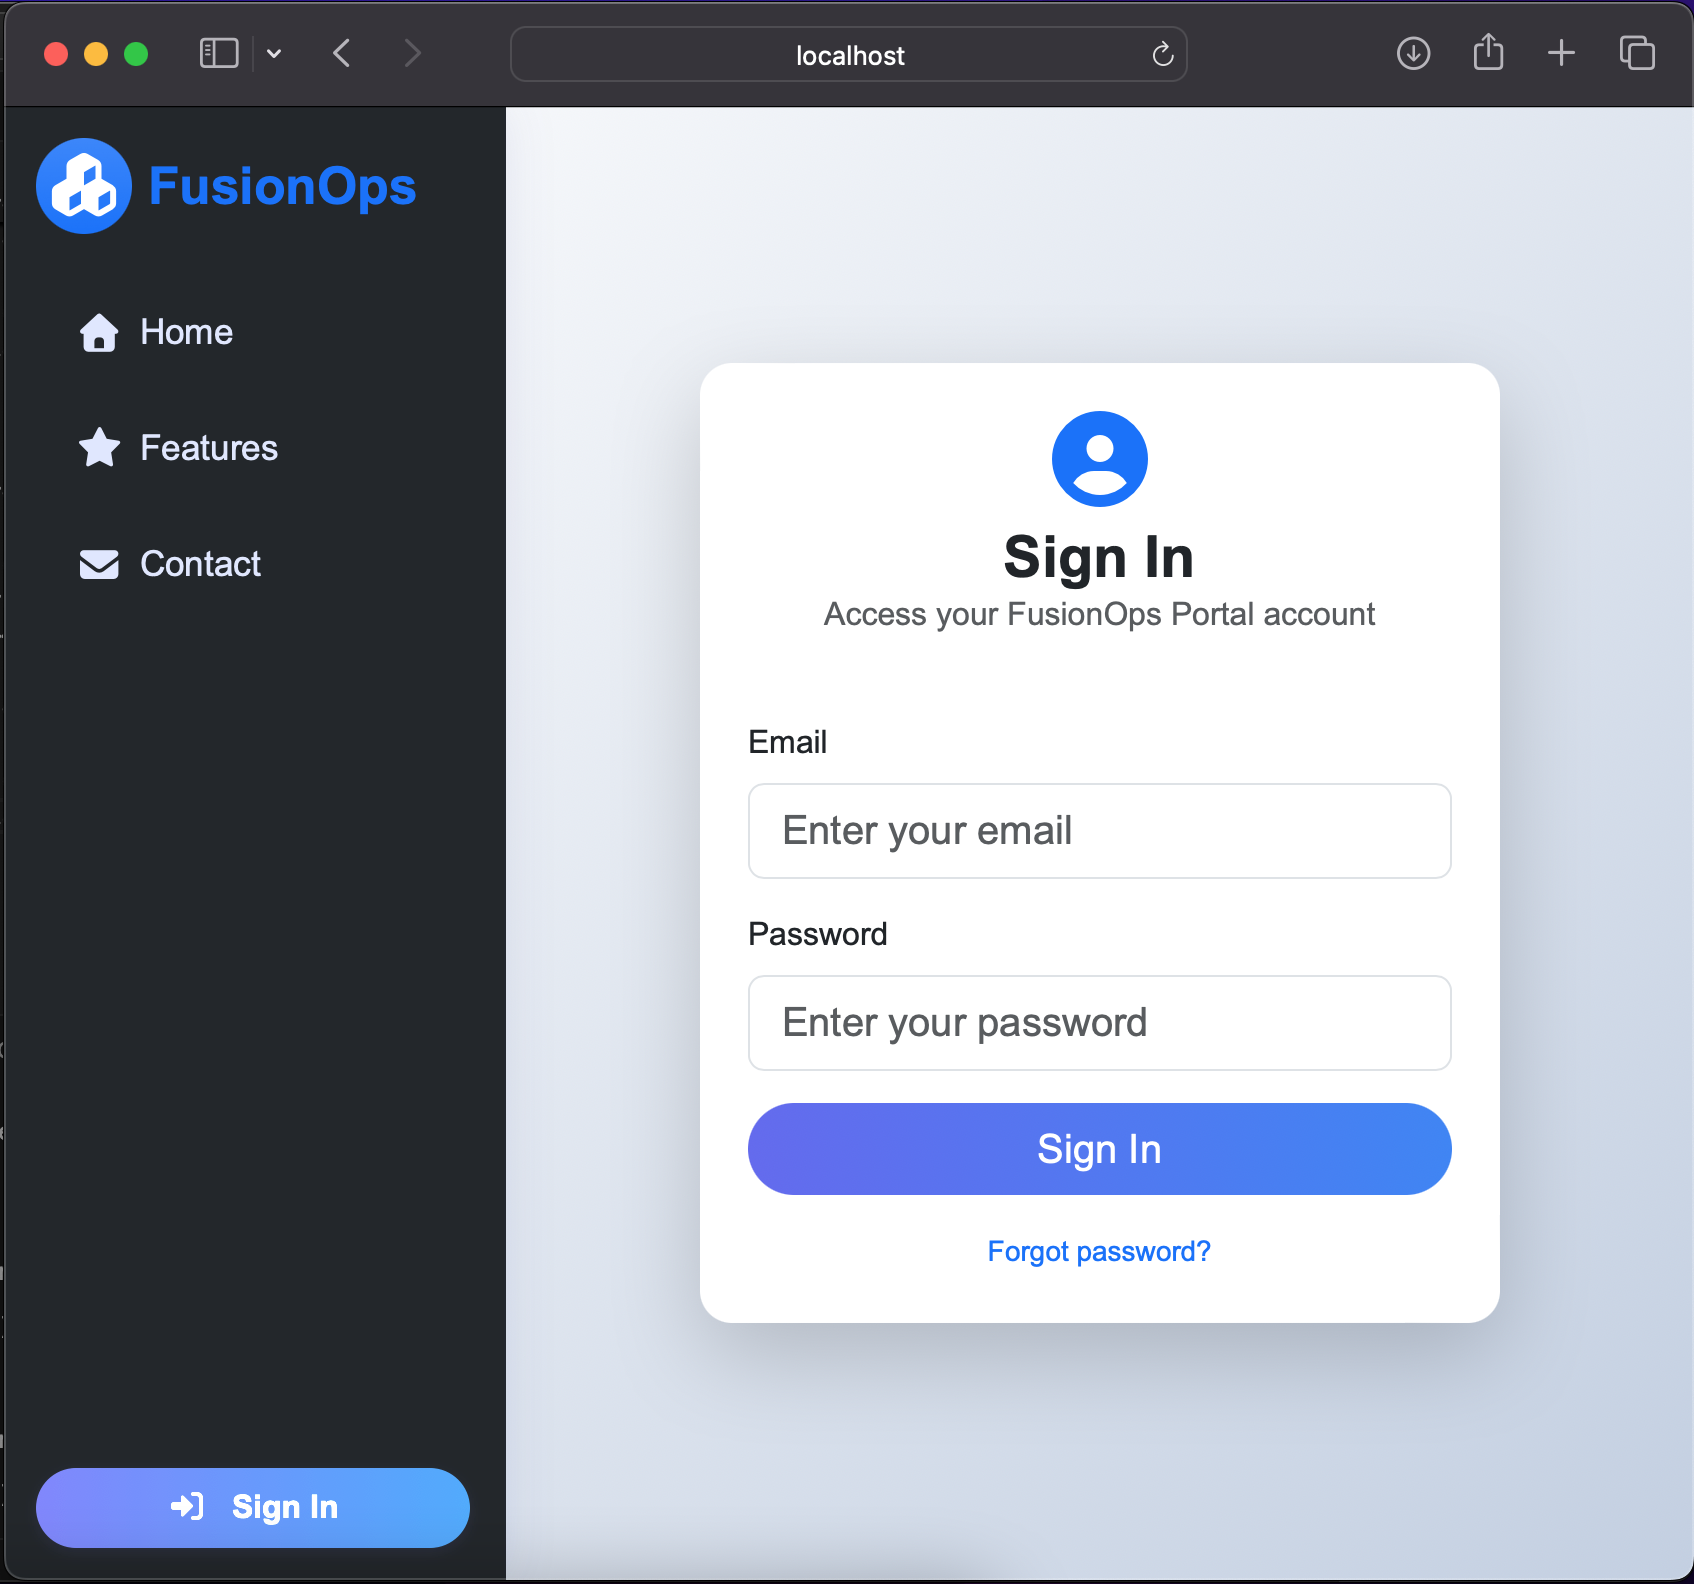 localhost
FusionOps
Home
Features
Contact
Sign In
Sign In
Access your FusionOps Portal account
Email
Enter your email
Password
Enter your password
Sign In
Forgot password?